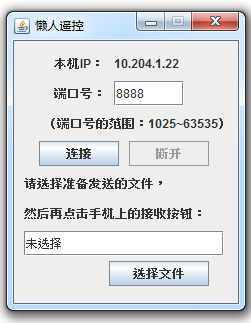 懒人遥控
本机IP： 10.204.1.22
端口号： 8888
（端口号的范围：1025~63535）
连接 断开
请选择准备发送的文件，
然后再点击手机上的接收按钮：
未选择
选择文件